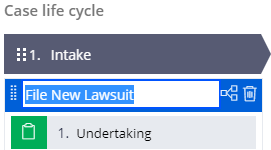 Case life cycle
1. Intake
File New Lawsuit
1. Undertaking